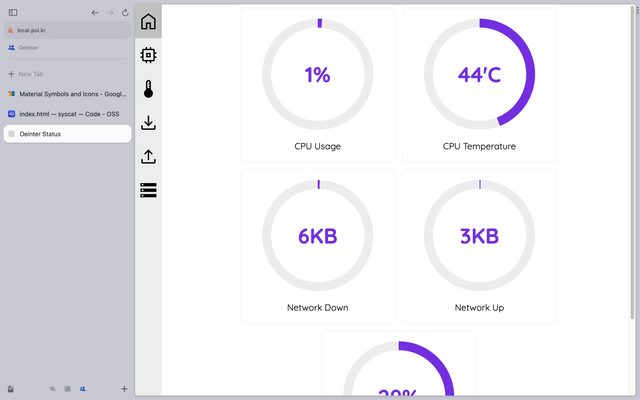 local.poi.kr
Oeinter
New Tab
Material Symbols and Icons - Googl...
index.html — syscat — Code - OSS
Oeinter Status
1%
CPU Usage
44'C
CPU Temperature
6KB
Network Down
3KB
Network Up